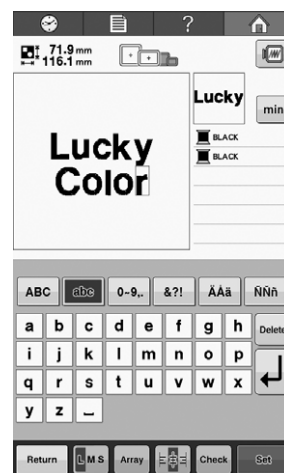 ?
71.9 mm
116.1 mm
Lucky
Color
Lucky
min
BLACK
BLACK
ABC abc 0~9,. &?! ÄÀã ÑÑñ
a b c d e f g h Delete
i j k l m n o p
q r s t u v w x
y z
Return L M S Array Check Set